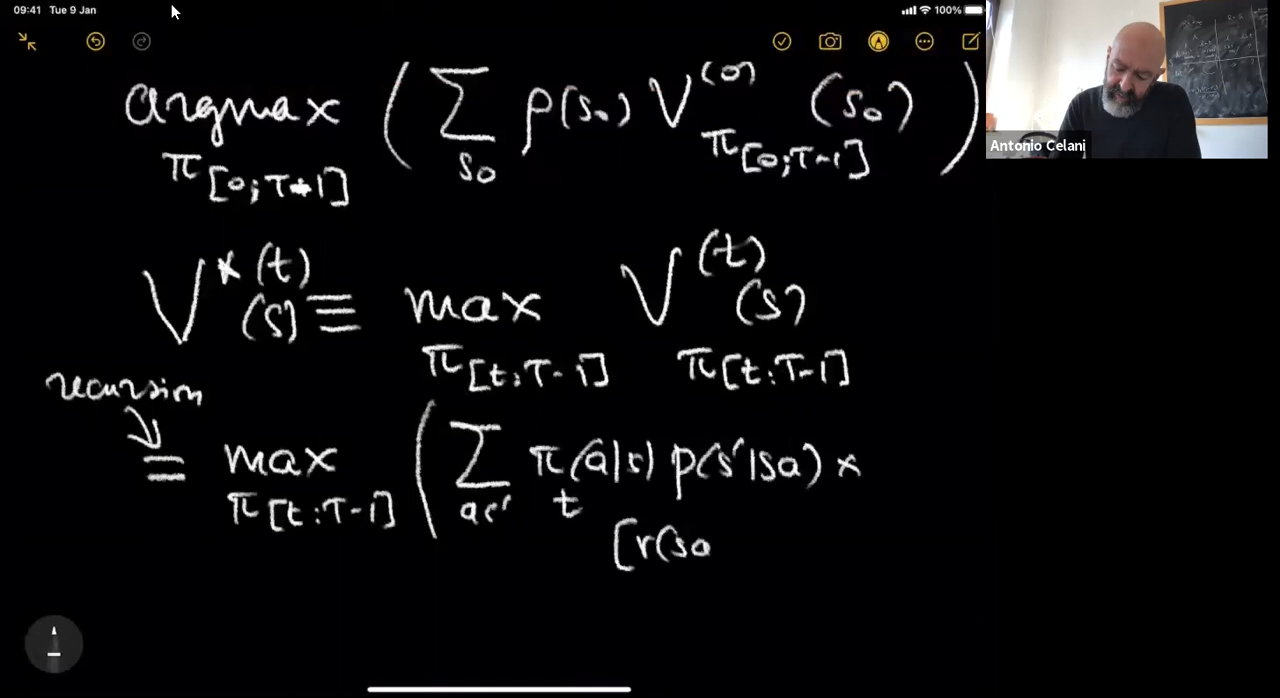 09:41 Tue 9 Jan 100%
Antonio Celani
argmax ( ∑ ρ(s₀) V^(0) (s₀) )
π[0;T-1] s₀ π[0;T-1]
V*^(t)(s) ≡ max V^(t)(s)
π[t:T-1] π[t:T-1]
recursion
= max ( ∑ π(a|s) p(s'|sa) ×
π[t:T-1] as' t
[r(sa